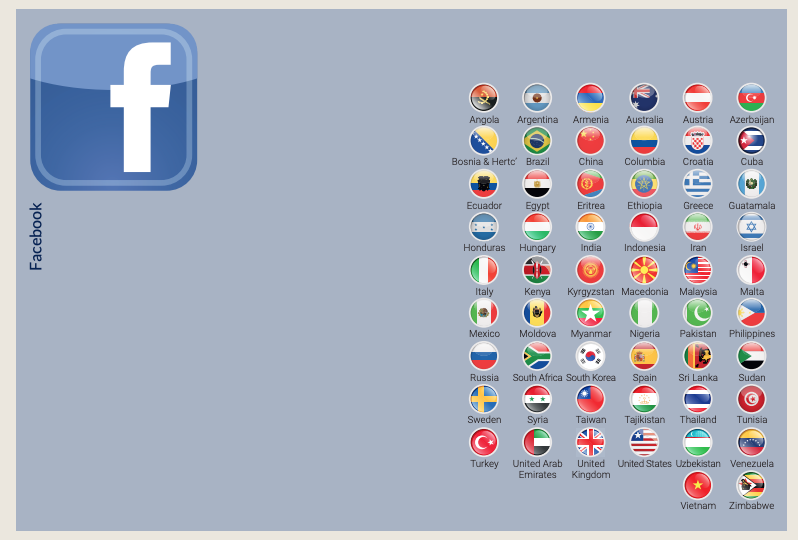 f
Facebook
Angola Argentina Armenia Australia Austria Azerbaijan
Bosnia & Herto' Brazil China Columbia Croatia Cuba
Ecuador Egypt Eritrea Ethiopia Greece Guatamala
Honduras Hungary India Indonesia Iran Israel
Italy Kenya Kyrgyzstan Macedonia Malaysia Malta
Mexico Moldova Myanmar Nigeria Pakistan Philippines
Russia South Africa South Korea Spain Sri Lanka Sudan
Sweden Syria Taiwan Tajikistan Thailand Tunisia
Turkey United Arab Emirates United Kingdom United States Uzbekistan Venezuela
Vietnam Zimbabwe